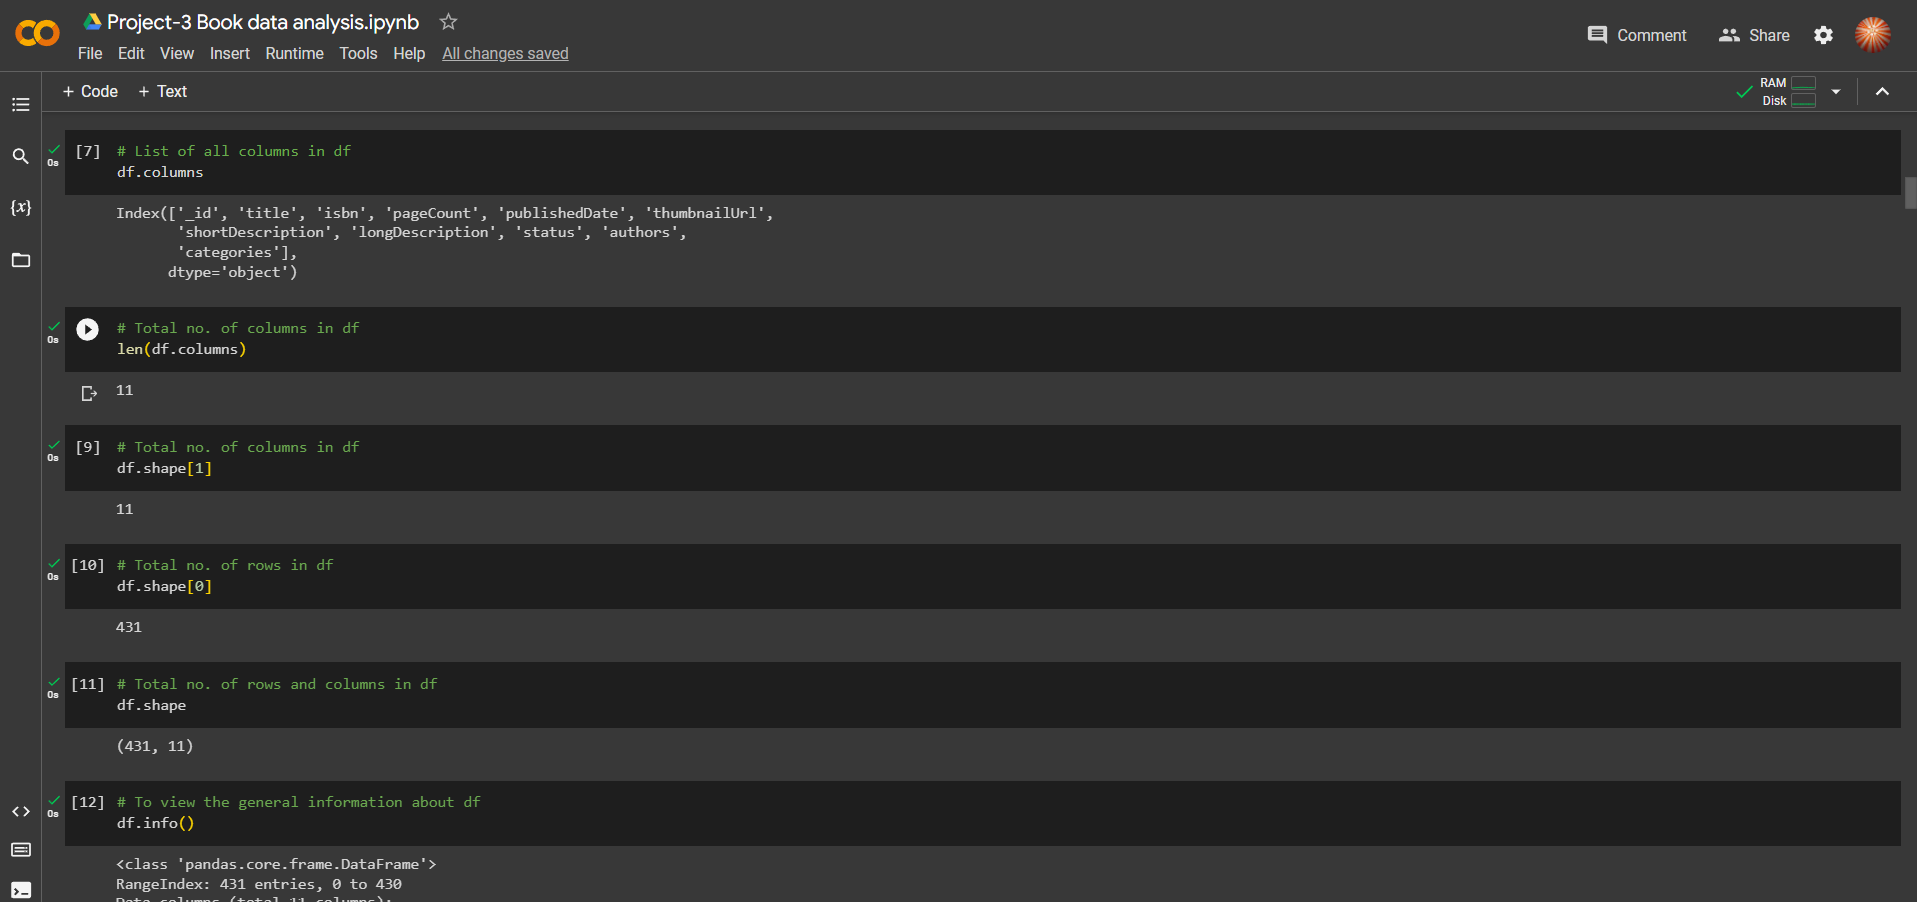 Project-3 Book data analysis.ipynb
File Edit View Insert Runtime Tools Help All changes saved
Comment Share
+ Code + Text
RAM
Disk
0s
[7] # List of all columns in df
df.columns
Index(['_id', 'title', 'isbn', 'pageCount', 'publishedDate', 'thumbnailUrl',
'shortDescription', 'longDescription', 'status', 'authors',
'categories'],
dtype='object')
0s
# Total no. of columns in df
len(df.columns)
11
0s
[9] # Total no. of columns in df
df.shape[1]
11
0s
[10] # Total no. of rows in df
df.shape[0]
431
0s
[11] # Total no. of rows and columns in df
df.shape
(431, 11)
0s
[12] # To view the general information about df
df.info()
<class 'pandas.core.frame.DataFrame'>
RangeIndex: 431 entries, 0 to 430
Data columns (total 11 columns):